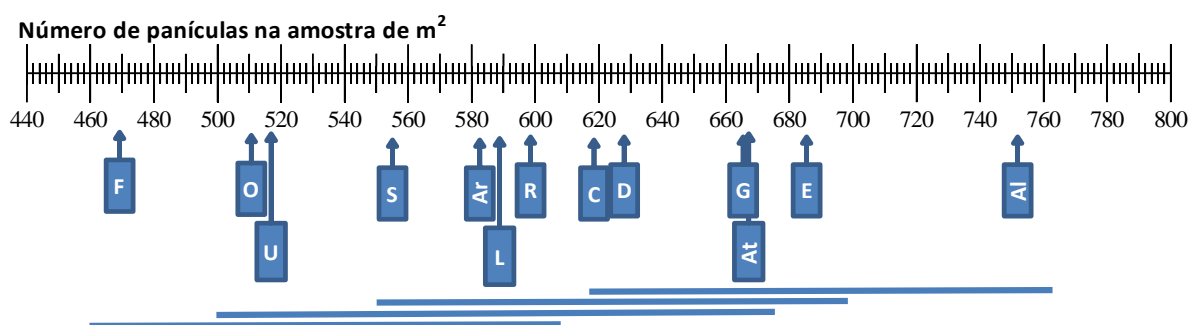 Número de panículas na amostra de m²
440 460 480 500 520 540 560 580 600 620 640 660 680 700 720 740 760 780 800
F O S Ar R C D G E Al
U L At